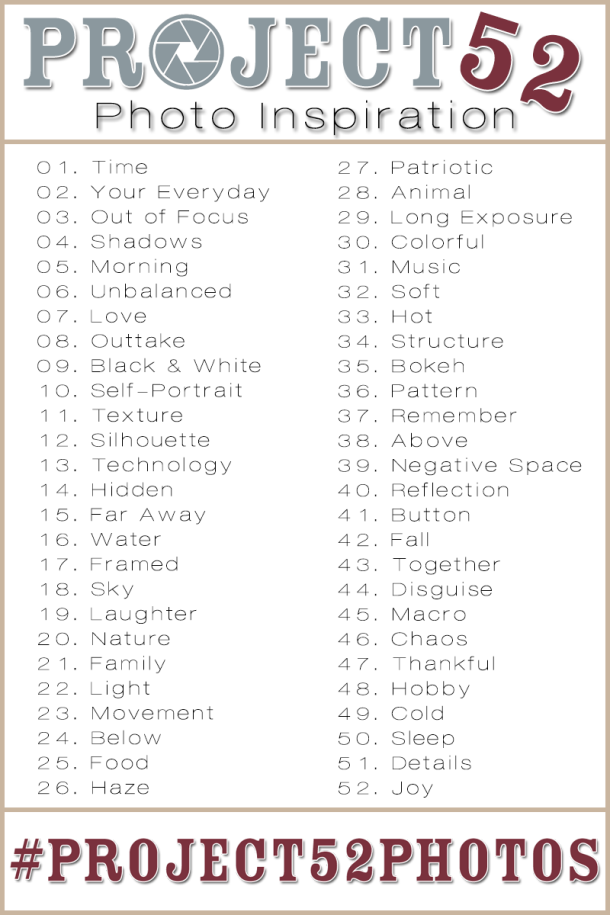 PROJECT52
Photo Inspiration
01. Time
02. Your Everyday
03. Out of Focus
04. Shadows
05. Morning
06. Unbalanced
07. Love
08. Outtake
09. Black & White
10. Self-Portrait
11. Texture
12. Silhouette
13. Technology
14. Hidden
15. Far Away
16. Water
17. Framed
18. Sky
19. Laughter
20. Nature
21. Family
22. Light
23. Movement
24. Below
25. Food
26. Haze
27. Patriotic
28. Animal
29. Long Exposure
30. Colorful
31. Music
32. Soft
33. Hot
34. Structure
35. Bokeh
36. Pattern
37. Remember
38. Above
39. Negative Space
40. Reflection
41. Button
42. Fall
43. Together
44. Disguise
45. Macro
46. Chaos
47. Thankful
48. Hobby
49. Cold
50. Sleep
51. Details
52. Joy
#PROJECT52PHOTOS